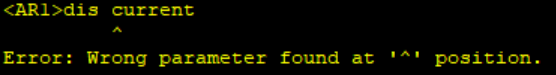 <AR1>dis current
^
Error: Wrong parameter found at '^' position.